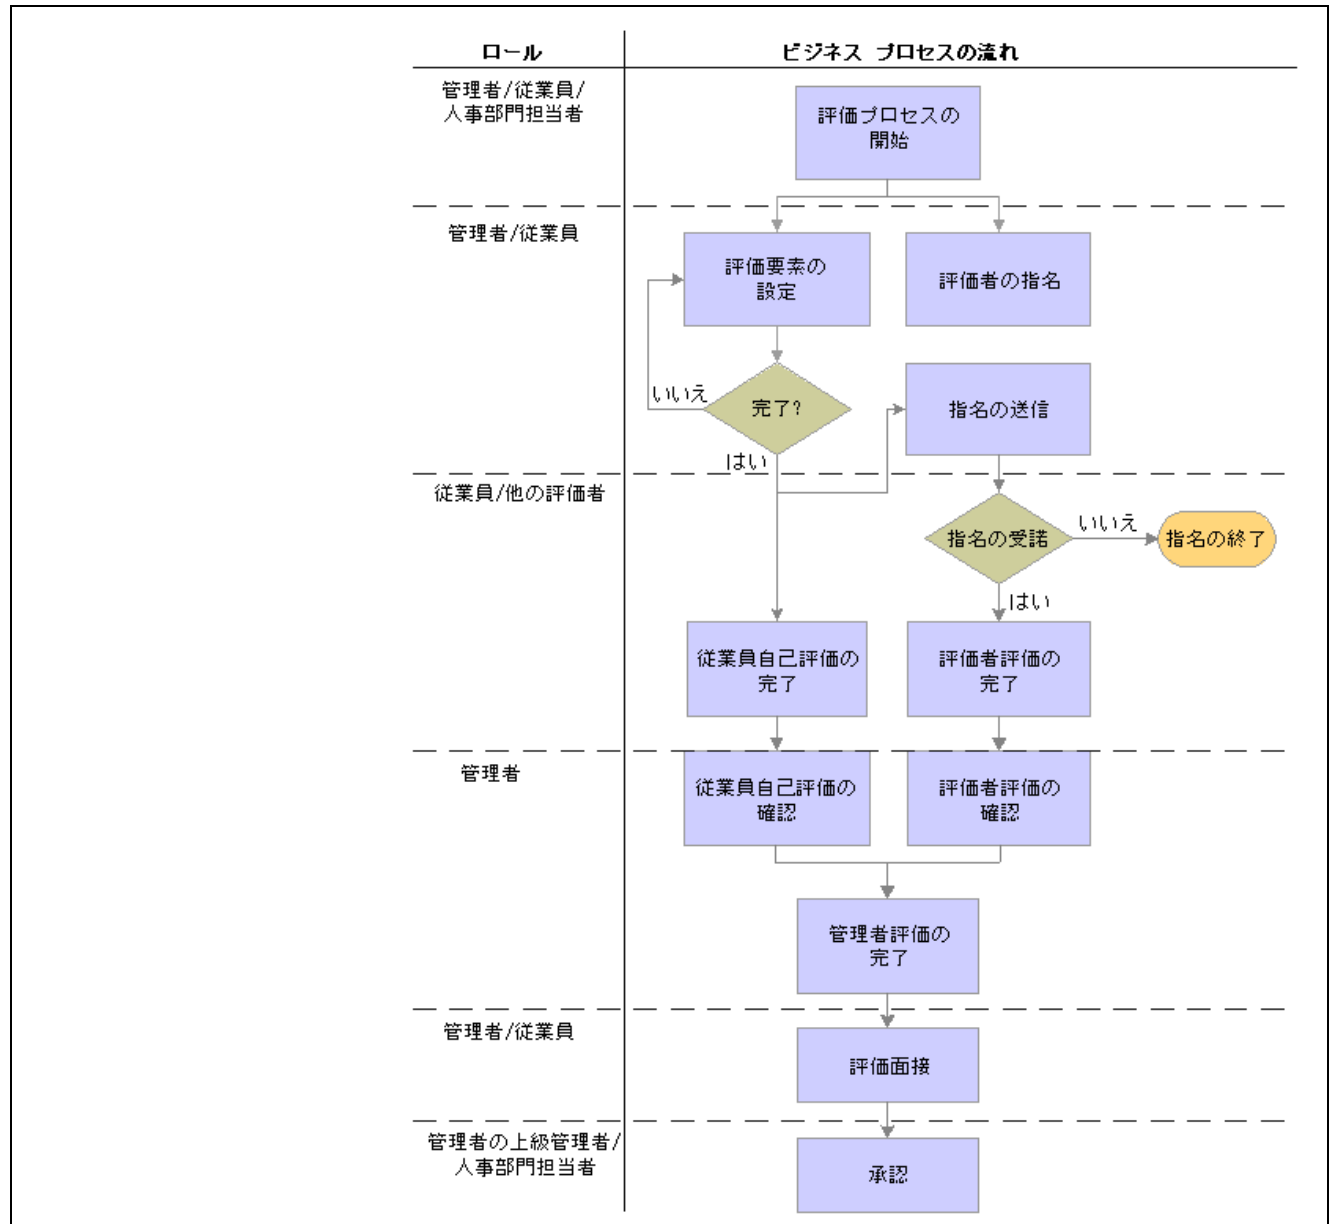 ロール
ビジネス プロセスの流れ
管理者/従業員/
人事部門担当者
評価プロセスの
開始
管理者/従業員
評価要素の
設定
評価者の指名
いいえ
完了?
指名の送信
はい
従業員/他の評価者
指名の受諾
いいえ
指名の終了
はい
従業員自己評価の
完了
評価者評価の
完了
管理者
従業員自己評価の
確認
評価者評価の
確認
管理者評価の
完了
管理者/従業員
評価面接
管理者の上級管理者/
人事部門担当者
承認